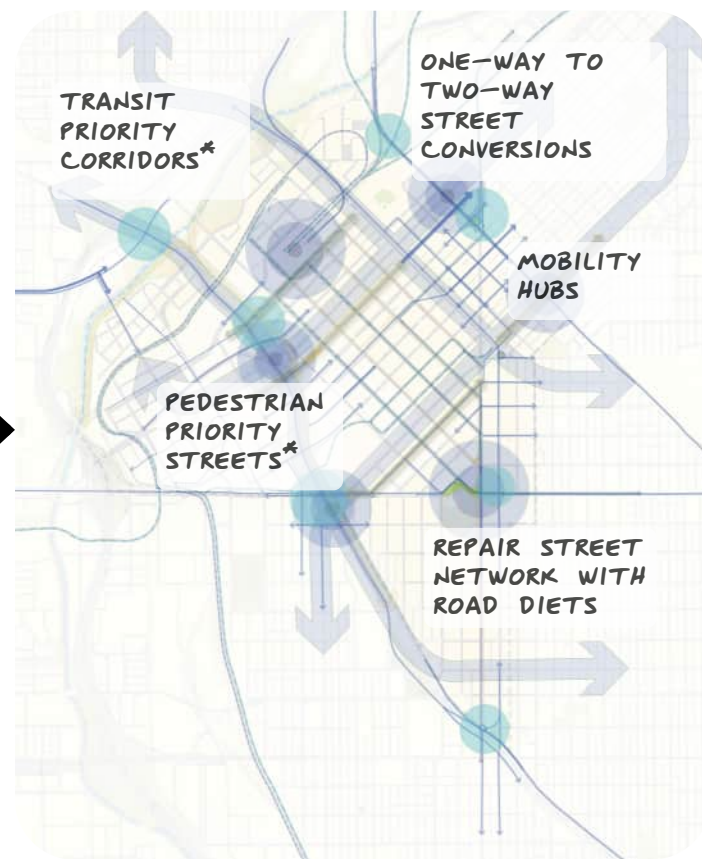 TRANSIT
PRIORITY
CORRIDORS*
ONE-WAY TO
TWO-WAY
STREET
CONVERSIONS
MOBILITY
HUBS
PEDESTRIAN
PRIORITY
STREETS*
REPAIR STREET
NETWORK WITH
ROAD DIETS